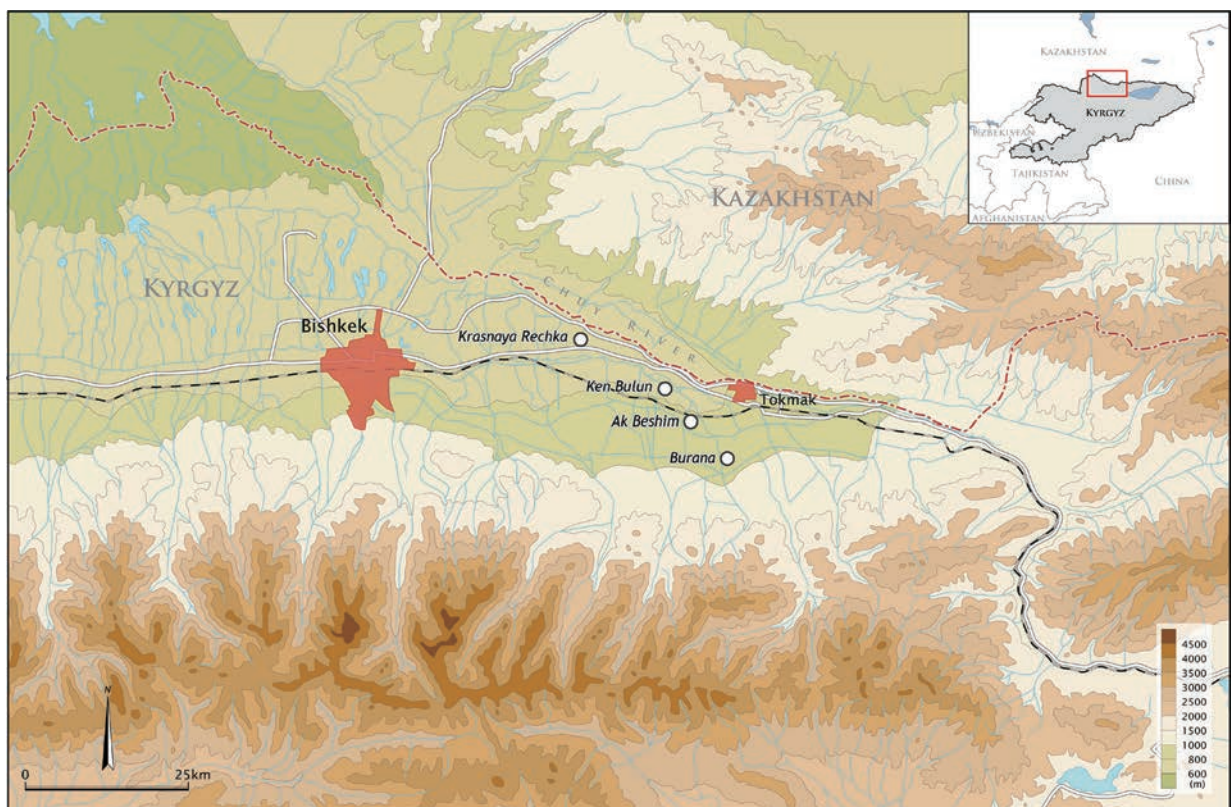 KAZAKHSTAN
KYRGYZ
UZBEKISTAN
TAJIKISTAN
CHINA
AFGHANISTAN
KAZAKHSTAN
KYRGYZ
CHUY RIVER
Bishkek
Krasnaya Rechka
Ken Bulun
Tokmak
Ak Beshim
Burana
N
0 25km
4500
4000
3500
3000
2500
2000
1500
1000
800
600
(m)